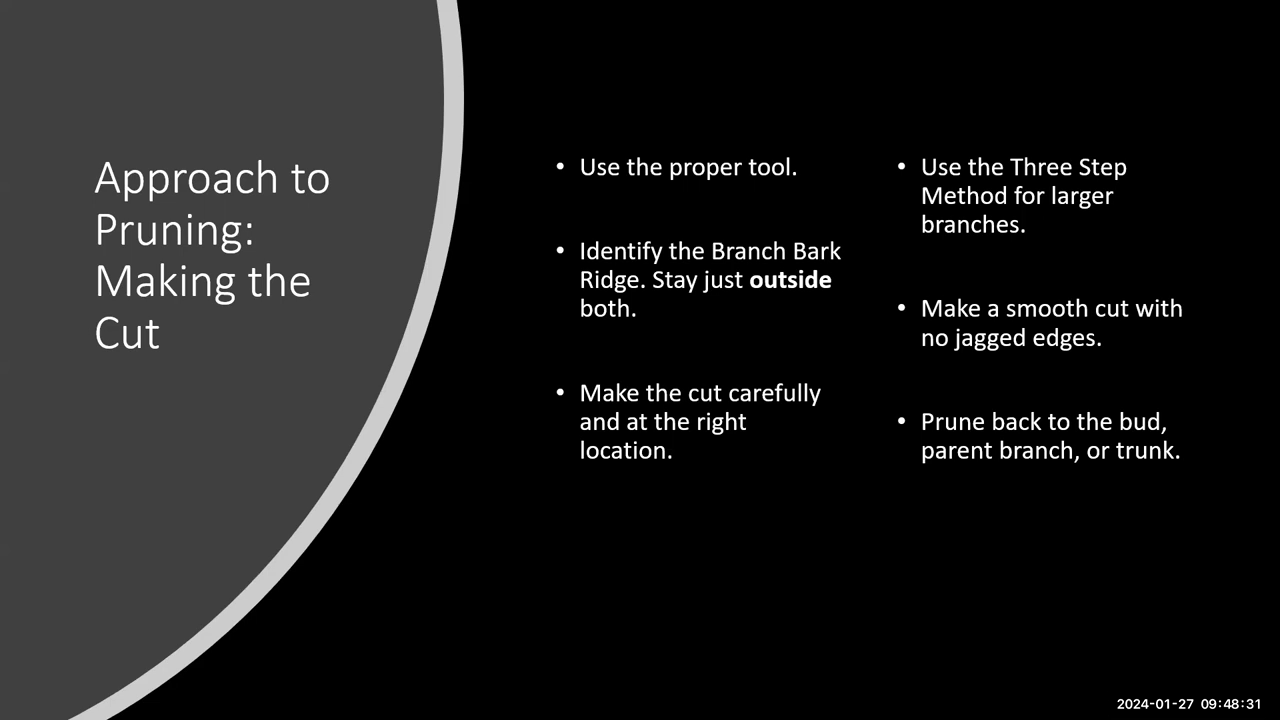 Approach to
Pruning:
Making the
Cut
• Use the proper tool.
• Identify the Branch Bark
Ridge. Stay just outside
both.
• Make the cut carefully
and at the right
location.
• Use the Three Step
Method for larger
branches.
• Make a smooth cut with
no jagged edges.
• Prune back to the bud,
parent branch, or trunk.
2024-01-27 09:48:31